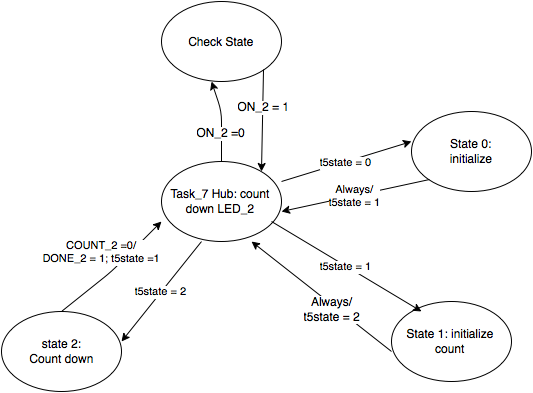 Check State
ON_2 = 1
ON_2 =0
State 0:
initialize
t5state = 0
Always/
t5state = 1
Task_7 Hub: count
down LED_2
COUNT_2 =0/
DONE_2 = 1; t5state =1
t5state = 1
t5state = 2
Always/
t5state = 2
State 1: initialize
count
state 2:
Count down